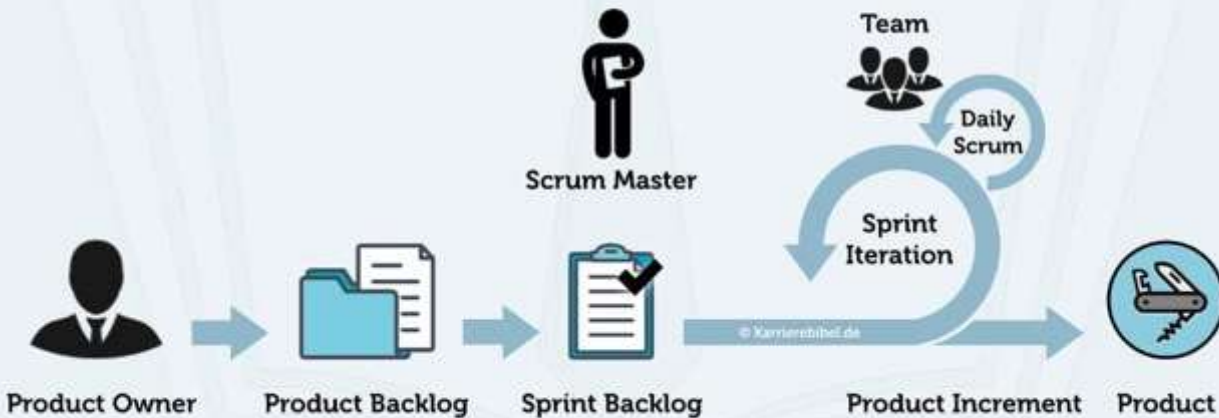 Team
Daily
Scrum
Scrum Master
Sprint
Iteration
© Karrierebibel.de
Product Owner
Product Backlog
Sprint Backlog
Product Increment
Product